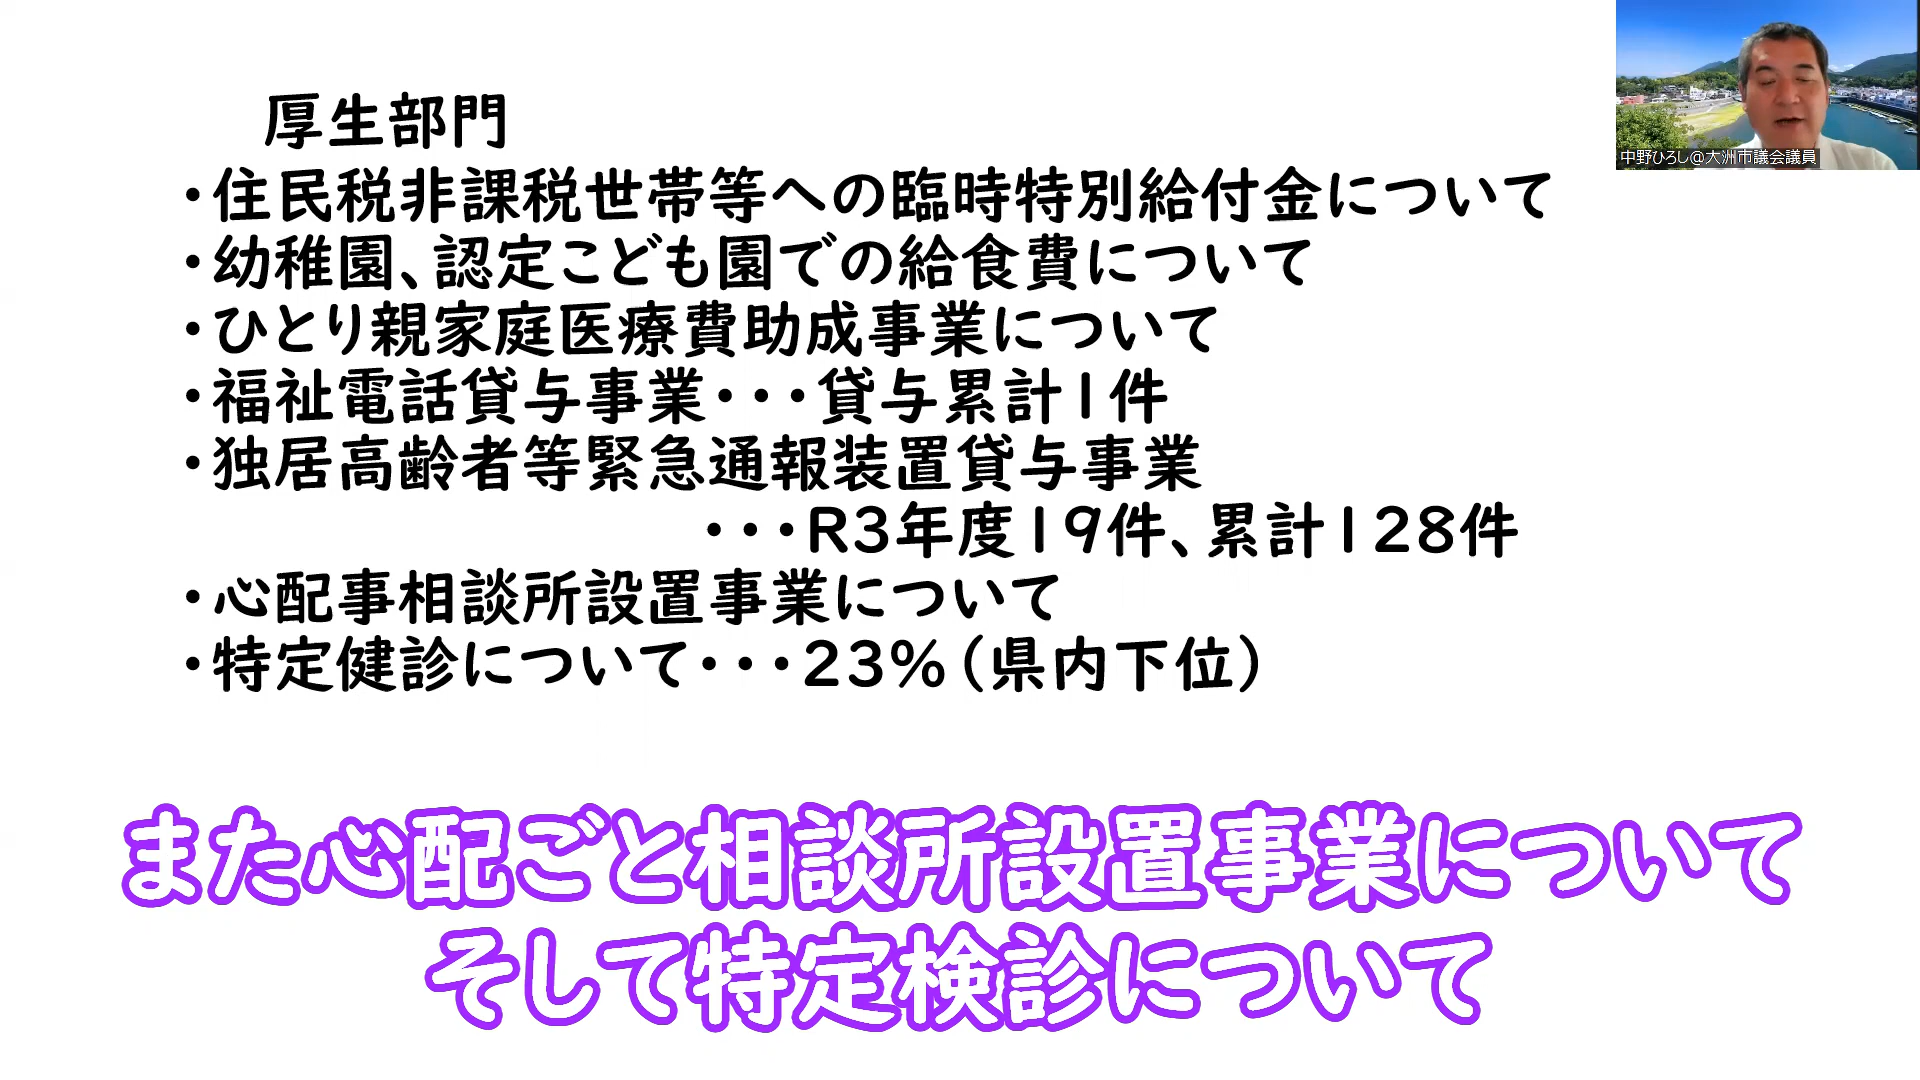 厚生部門
・住民税非課税世帯等への臨時特別給付金について
・幼稚園、認定こども園での給食費について
・ひとり親家庭医療費助成事業について
・福祉電話貸与事業・・・貸与累計1件
・独居高齢者等緊急通報装置貸与事業
・・・R3年度19件、累計128件
・心配事相談所設置事業について
・特定健診について・・・23%(県内下位)
中野ひろし@大洲市議会議員
また心配ごと相談所設置事業について
そして特定検診について